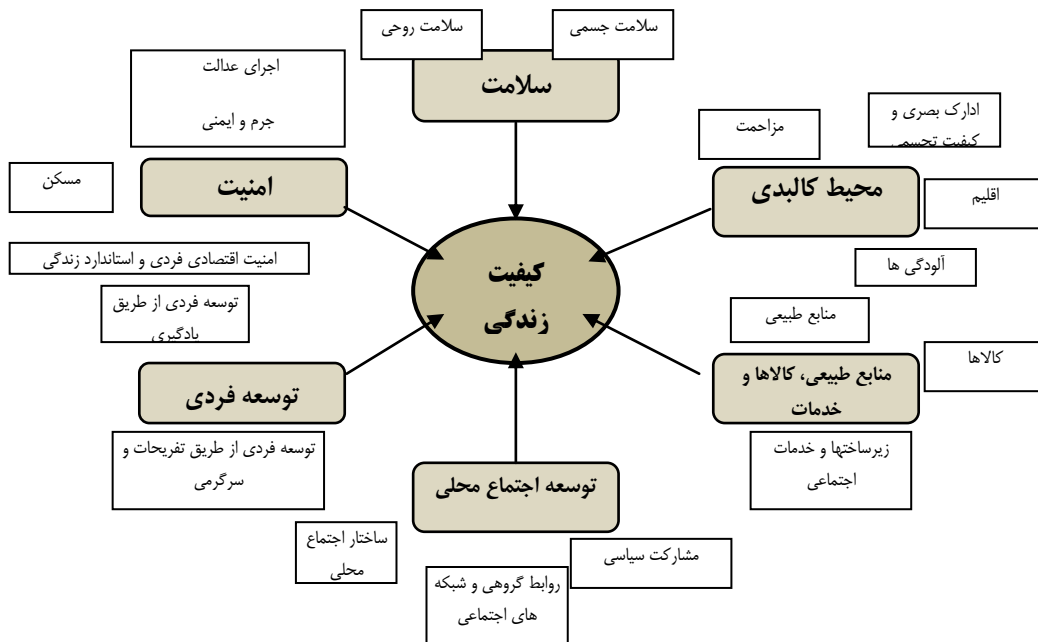 سلامت روحی
سلامت جسمی
سلامت
اجرای عدالت
جرم و ایمنی
امنیت
مسکن
امنیت اقتصادی فردی و استاندارد زندگی
مزاحمت
ادارک بصری و
کیفیت تجسمی
محیط کالبدی
اقلیم
آلودگی ها
کیفیت
زندگی
توسعه فردی از طریق
یادگیری
توسعه فردی
توسعه فردی از طریق تفریحات و
سرگرمی
منابع طبیعی
کالاها
منابع طبیعی، کالاها و
خدمات
زیرساختها و خدمات
اجتماعی
توسعه اجتماع محلی
ساختار اجتماع
محلی
روابط گروهی و شبکه
های اجتماعی
مشارکت سیاسی